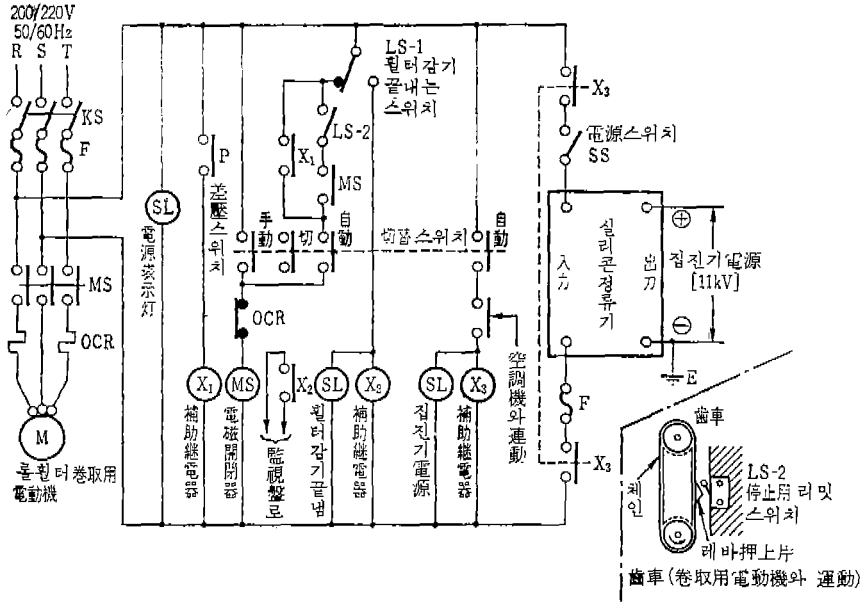 200/220V
50/60Hz
R S T
KS
F
MS
OCR
M
롤휠터巻取用
電動機
SL
電源表示灯
P
差壓스위치
X₁
補助継電器
手動
切
自動
切替스위치
OCR
MS
電磁開閉器
X₁
LS-2
MS
LS-1
휠터감기
끝내는
스위치
X₂
監視盤로
SL
휠터감기끝냄
X₃
補助継電器
自動
空調機와運動
SL
집진기電源
X₃
補助継電器
X₃
電源스위치
SS
入力
실리콘정류기
出力
⊕
집진기電源
[11kV]
⊖
E
F
X₃
歯車
체인
LS-2
停止用 리밋
스위치
레바押上片
歯車(巻取用電動機와 運動)